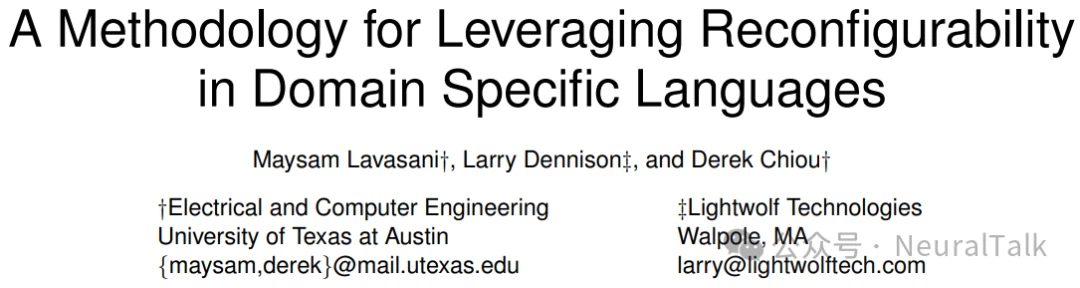 A Methodology for Leveraging Reconfigurability
in Domain Specific Languages
Maysam Lavasani†, Larry Dennison‡, and Derek Chiou†
†Electrical and Computer Engineering
University of Texas at Austin
{maysam,derek}@mail.utexas.edu
‡Lightwolf Technologies
Walpole, MA
larry@lightwolftech.com
公众号 · NeuralTalk